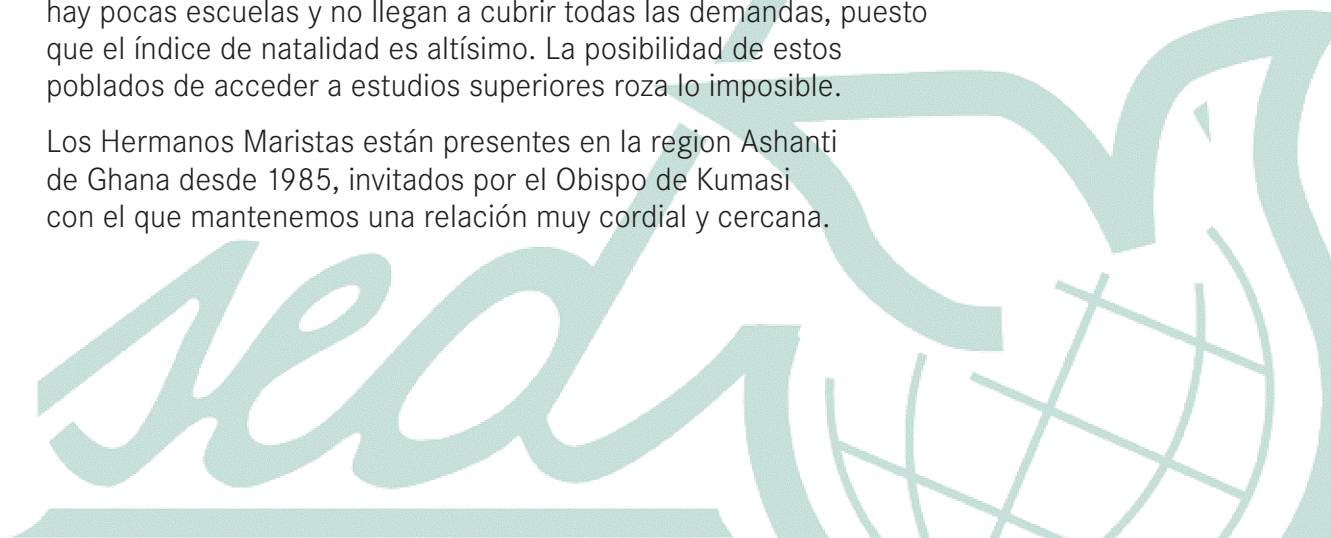 hay pocas escuelas y no llegan a cubrir todas las demandas, puesto
que el índice de natalidad es altísimo. La posibilidad de estos
poblados de acceder a estudios superiores roza lo imposible.
Los Hermanos Maristas están presentes en la region Ashanti
de Ghana desde 1985, invitados por el Obispo de Kumasi
con el que mantenemos una relación muy cordial y cercana.
sed